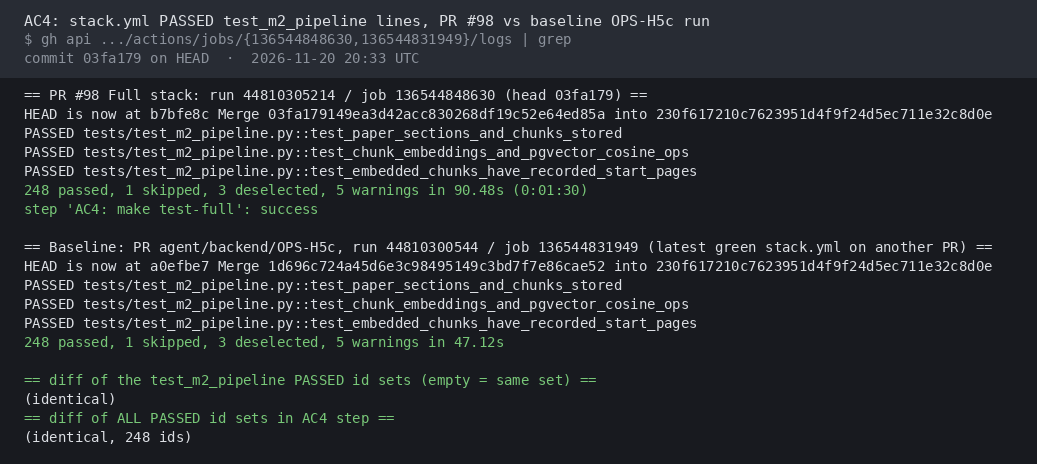 AC4: stack.yml PASSED test_m2_pipeline lines, PR #98 vs baseline OPS-H5c run
$ gh api .../actions/jobs/{136544848630,136544831949}/logs | grep
commit 03fa179 on HEAD  ·  2026-11-20 20:33 UTC
== PR #98 Full stack: run 44810305214 / job 136544848630 (head 03fa179) ==
HEAD is now at b7bfe8c Merge 03fa179149ea3d42acc830268df19c52e64ed85a into 230f617210c7623951d4f9f24d5ec711e32c8d0e
PASSED tests/test_m2_pipeline.py::test_paper_sections_and_chunks_stored
PASSED tests/test_m2_pipeline.py::test_chunk_embeddings_and_pgvector_cosine_ops
PASSED tests/test_m2_pipeline.py::test_embedded_chunks_have_recorded_start_pages
248 passed, 1 skipped, 3 deselected, 5 warnings in 90.48s (0:01:30)
step 'AC4: make test-full': success
== Baseline: PR agent/backend/OPS-H5c, run 44810300544 / job 136544831949 (latest green stack.yml on another PR) ==
HEAD is now at a0efbe7 Merge 1d696c724a45d6e3c98495149c3bd7f7e86cae52 into 230f617210c7623951d4f9f24d5ec711e32c8d0e
PASSED tests/test_m2_pipeline.py::test_paper_sections_and_chunks_stored
PASSED tests/test_m2_pipeline.py::test_chunk_embeddings_and_pgvector_cosine_ops
PASSED tests/test_m2_pipeline.py::test_embedded_chunks_have_recorded_start_pages
248 passed, 1 skipped, 3 deselected, 5 warnings in 47.12s
== diff of the test_m2_pipeline PASSED id sets (empty = same set) ==
(identical)
== diff of ALL PASSED id sets in AC4 step ==
(identical, 248 ids)